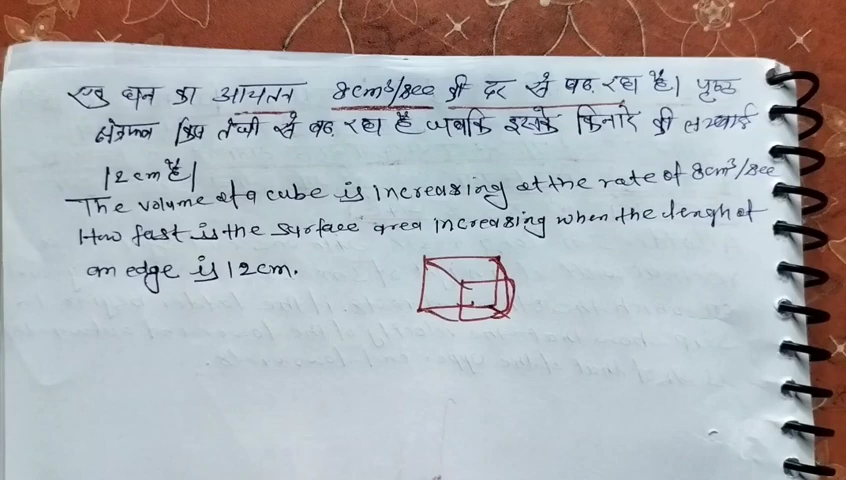 एक घन का आयतन 8cm³/sec की दर से बढ़ रहा है। पृष्ठ
क्षेत्रफल किस तेजी से बढ़ रहा है जबकि इसके किनारे की लम्बाई
12cm है।
The volume of a cube is increasing at the rate of 8cm³/sec
How fast is the surface area increasing when the lengh of
an edge is 12cm.